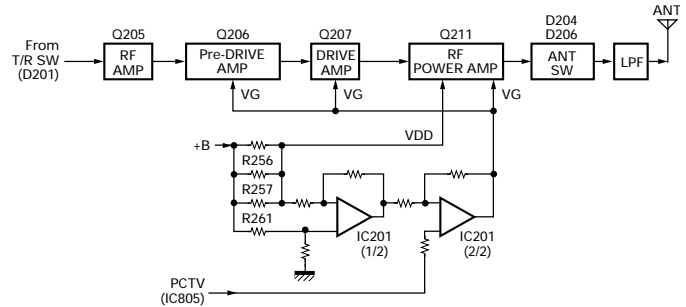 ANT
Q205
Q206
Q207
Q211
D204
D206
From
T/R SW
(D201)
RF
AMP
Pre-DRIVE
AMP
DRIVE
AMP
RF
POWER AMP
ANT
SW
LPF
VG
VG
VG
+B
VDD
R256
R257
R261
IC201
(1/2)
IC201
(2/2)
PCTV
(IC805)